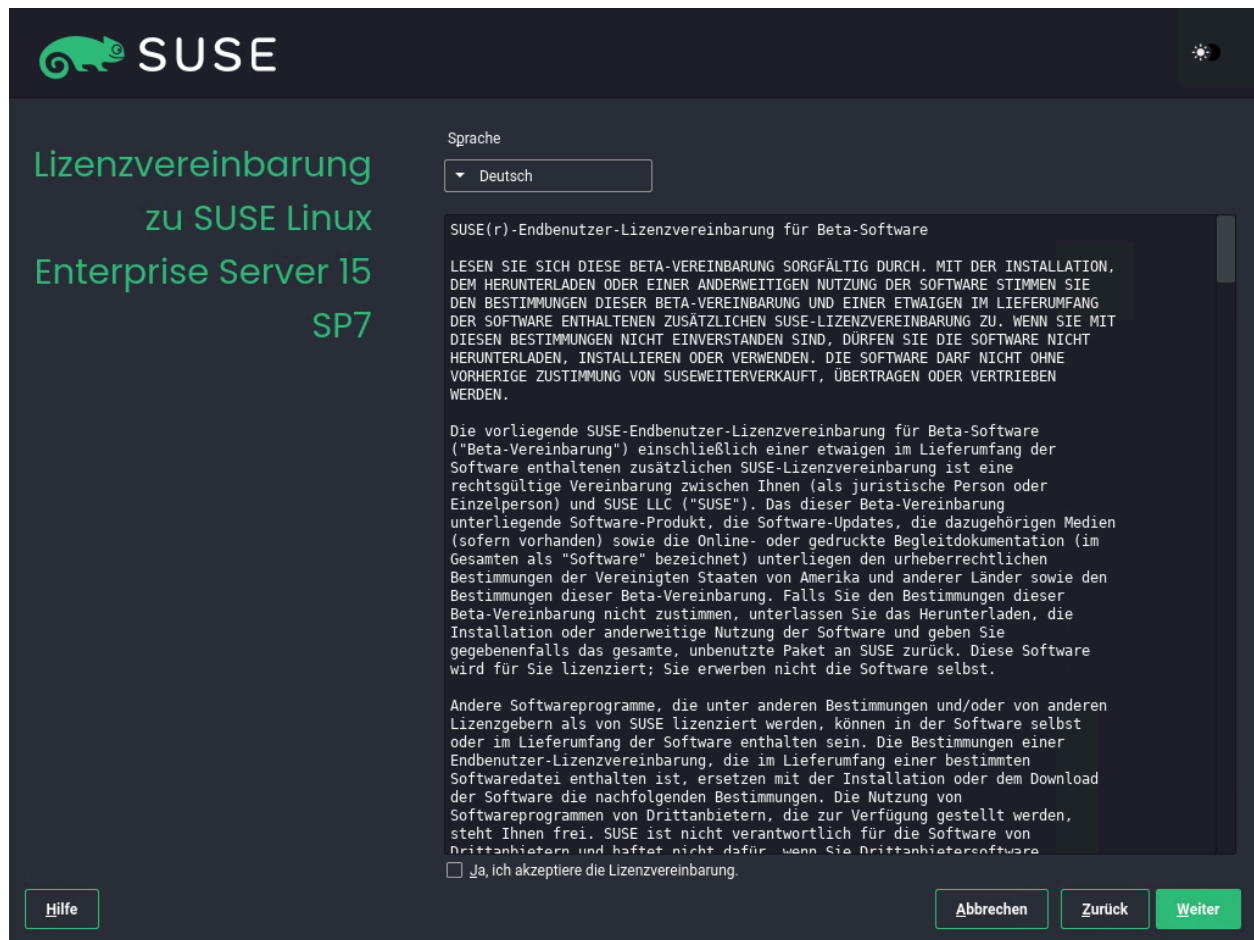 SUSE
Lizenzvereinbarung
zu SUSE Linux
Enterprise Server 15
SP7
Sprache
Deutsch
SUSE(r)-Endbenutzer-Lizenzvereinbarung für Beta-Software
LESEN SIE SICH DIESE BETA-VEREINBARUNG SORGFÄLTIG DURCH. MIT DER INSTALLATION,
DEM HERUNTERLADEN ODER EINER ANDERWEITIGEN NUTZUNG DER SOFTWARE STIMMEN SIE
DEN BESTIMMUNGEN DIESER BETA-VEREINBARUNG UND EINER ETWAIGEN IM LIEFERUMFANG
DER SOFTWARE ENTHALTENEN ZUSÄTZLICHEN SUSE-LIZENZVEREINBARUNG ZU. WENN SIE MIT
DIESEN BESTIMMUNGEN NICHT EINVERSTANDEN SIND, DÜRFEN SIE DIE SOFTWARE NICHT
HERUNTERLADEN, INSTALLIEREN ODER VERWENDEN. DIE SOFTWARE DARF NICHT OHNE
VORHERIGE ZUSTIMMUNG VON SUSEWEITERVERKAUFT, ÜBERTRAGEN ODER VERTRIEBEN
WERDEN.
Die vorliegende SUSE-Endbenutzer-Lizenzvereinbarung für Beta-Software
("Beta-Vereinbarung") einschließlich einer etwaigen im Lieferumfang der
Software enthaltenen zusätzlichen SUSE-Lizenzvereinbarung ist eine
rechtsgültige Vereinbarung zwischen Ihnen (als juristische Person oder
Einzelperson) und SUSE LLC ("SUSE"). Das dieser Beta-Vereinbarung
unterliegende Software-Produkt, die Software-Updates, die dazugehörigen Medien
(sofern vorhanden) sowie die Online- oder gedruckte Begleitdokumentation (im
Gesamten als "Software" bezeichnet) unterliegen den urheberrechtlichen
Bestimmungen der Vereinigten Staaten von Amerika und anderer Länder sowie den
Bestimmungen dieser Beta-Vereinbarung. Falls Sie den Bestimmungen dieser
Beta-Vereinbarung nicht zustimmen, unterlassen Sie das Herunterladen, die
Installation oder anderweitige Nutzung der Software und geben Sie
gegebenenfalls das gesamte, unbenutzte Paket an SUSE zurück. Diese Software
wird für Sie lizenziert; Sie erwerben nicht die Software selbst.
Andere Softwareprogramme, die unter anderen Bestimmungen und/oder von anderen
Lizenzgebern als von SUSE lizenziert werden, können in der Software selbst
oder im Lieferumfang der Software enthalten sein. Die Bestimmungen einer
Endbenutzer-Lizenzvereinbarung, die im Lieferumfang einer bestimmten
Softwaredatei enthalten ist, ersetzen mit der Installation oder dem Download
der Software die nachfolgenden Bestimmungen. Die Nutzung von
Softwareprogrammen von Drittanbietern, die zur Verfügung gestellt werden,
steht Ihnen frei. SUSE ist nicht verantwortlich für die Software von
Drittanbietern und haftet nicht dafür, wenn Sie Drittanbietersoftware
Ja, ich akzeptiere die Lizenzvereinbarung.
Hilfe
Abbrechen
Zurück
Weiter